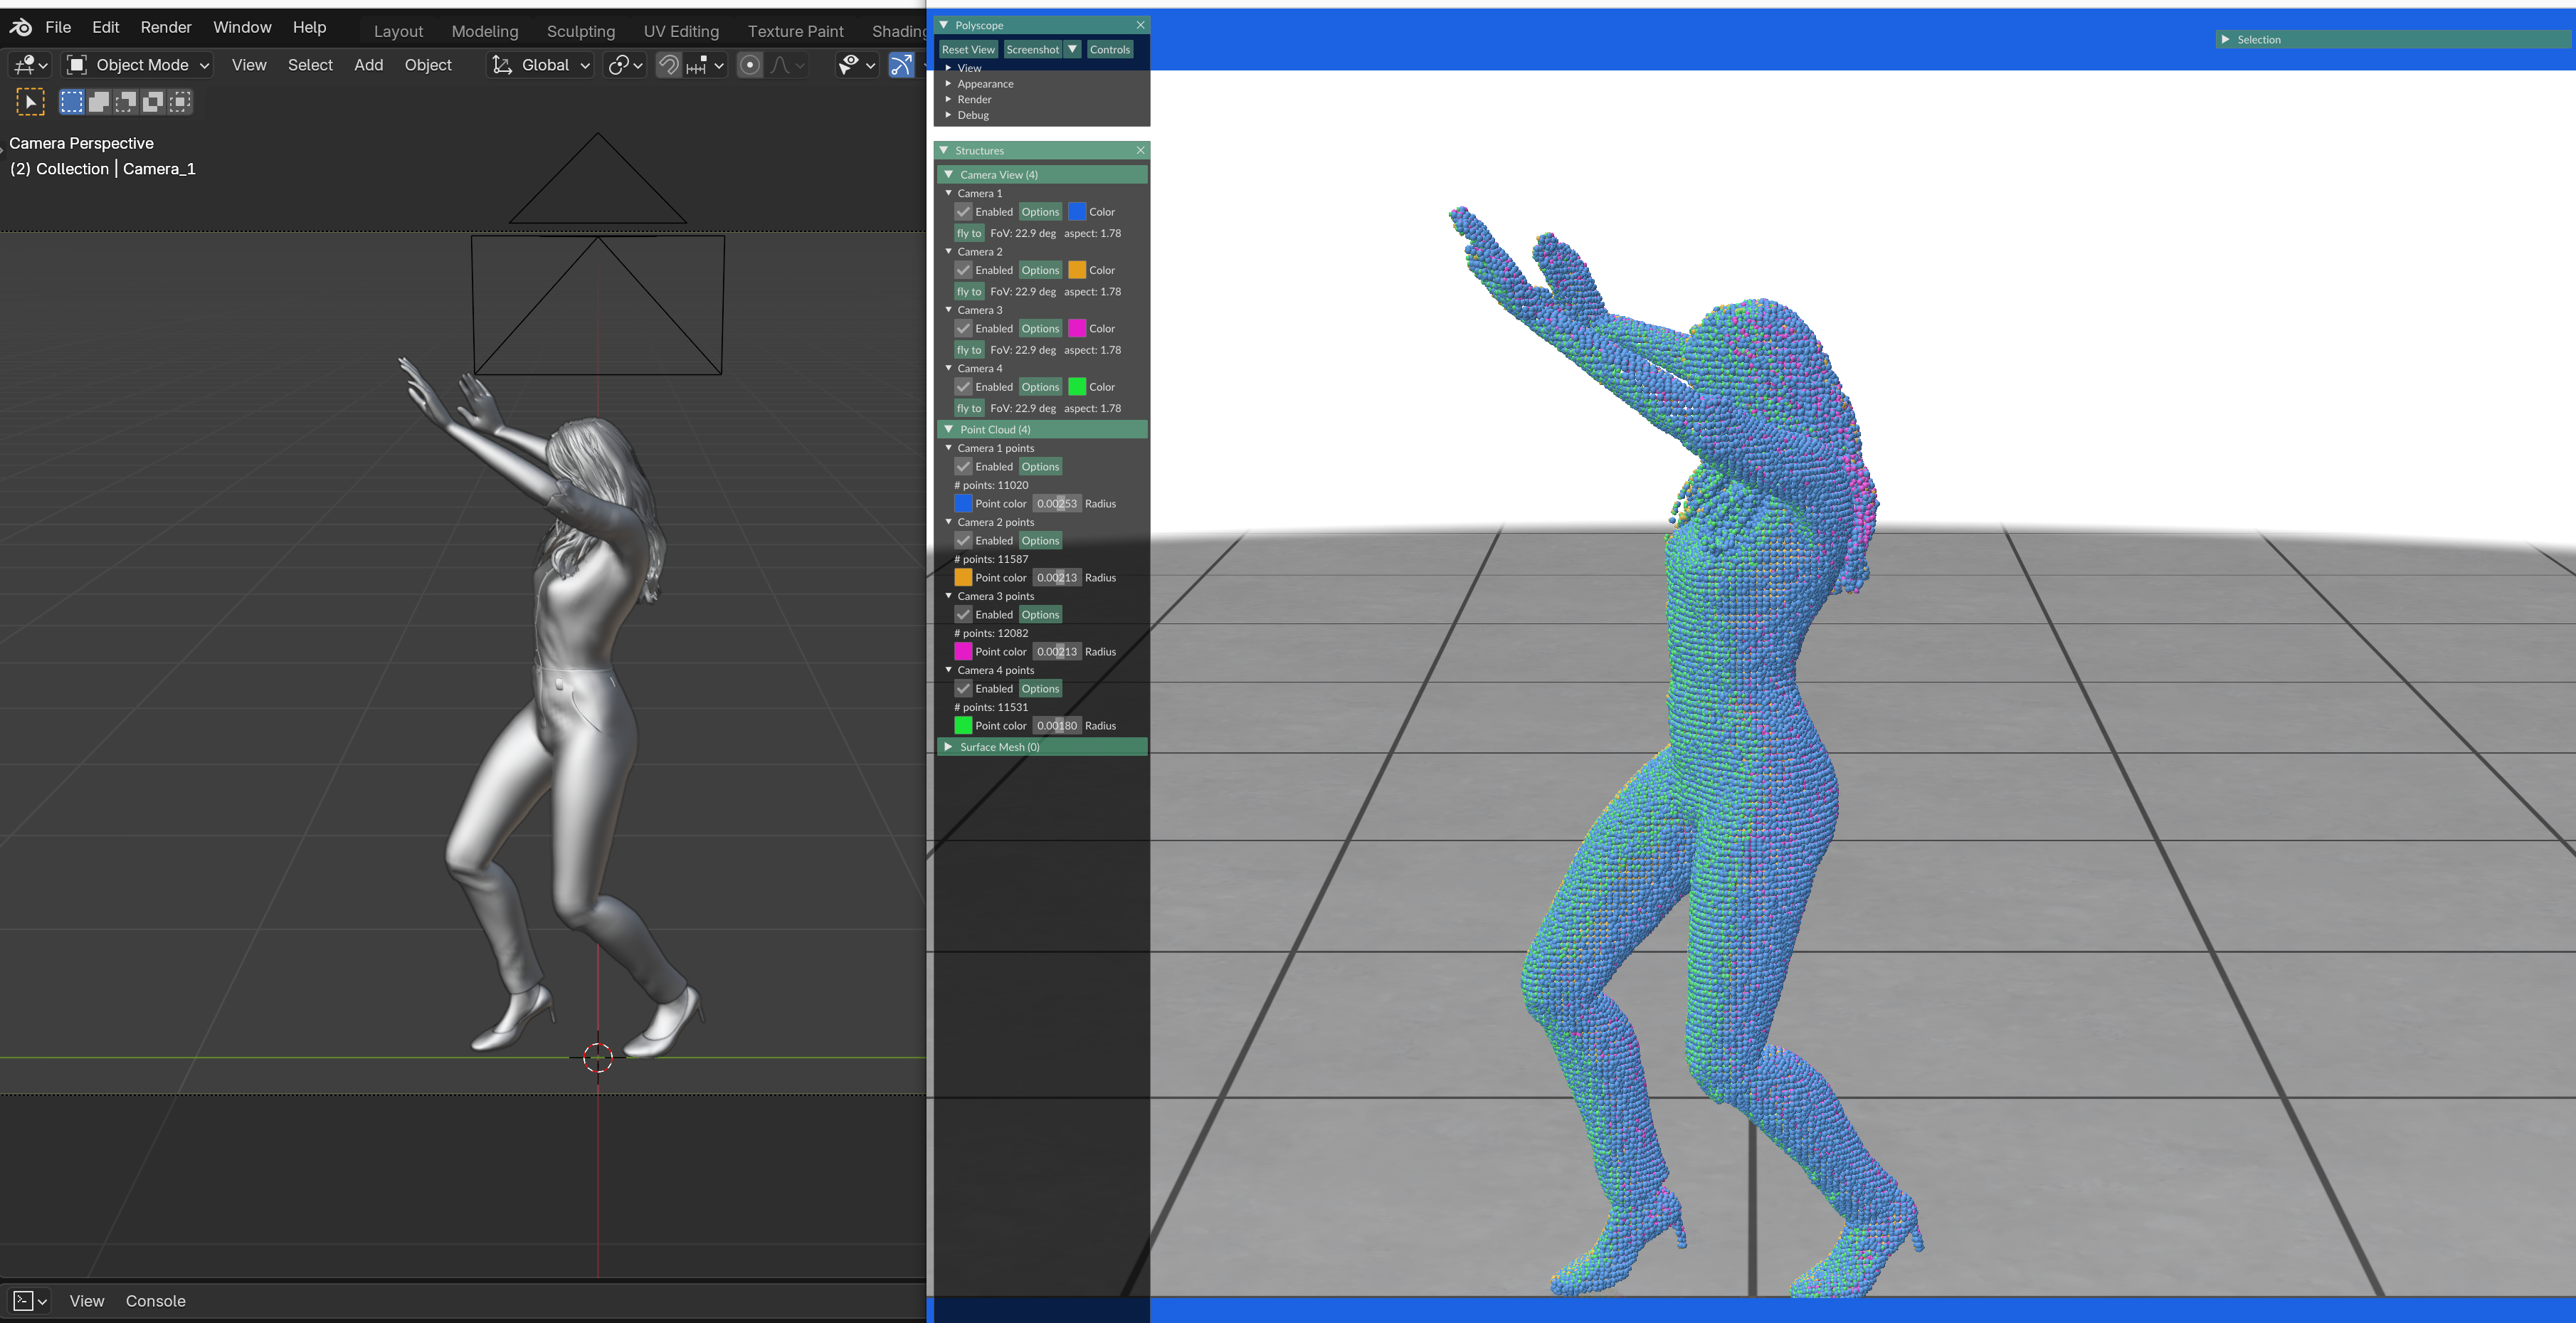 File Edit Render Window Help Layout Modeling Sculpting UV Editing Texture Paint Shading
Object Mode View Select Add Object Global
Camera Perspective
(2) Collection | Camera_1
View Console
Polyscope
Reset View Screenshot Controls
View
Appearance
Render
Debug
Structures
Camera View (4)
Camera 1
Enabled Options Color
fly to FoV: 22.9 deg aspect: 1.78
Camera 2
Enabled Options Color
fly to FoV: 22.9 deg aspect: 1.78
Camera 3
Enabled Options Color
fly to FoV: 22.9 deg aspect: 1.78
Camera 4
Enabled Options Color
fly to FoV: 22.9 deg aspect: 1.78
Point Cloud (4)
Camera 1 points
Enabled Options
# points: 11020
Point color 0.00253 Radius
Camera 2 points
Enabled Options
# points: 11587
Point color 0.00213 Radius
Camera 3 points
Enabled Options
# points: 12082
Point color 0.00213 Radius
Camera 4 points
Enabled Options
# points: 11531
Point color 0.00180 Radius
Surface Mesh (0)
Selection